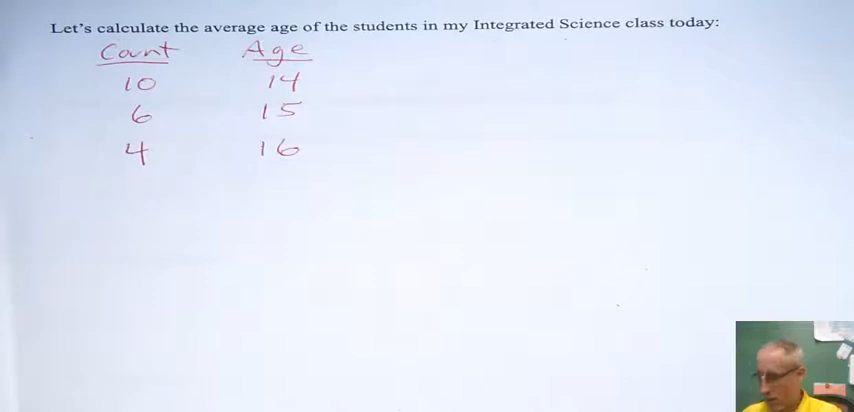 Let's calculate the average age of the students in my Integrated Science class today:
Count Age
10 14
6 15
4 16